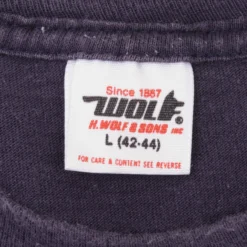 Since 1887
WOLF®
H. WOLF & SONS INC
L (42-44)
FOR CARE & CONTENT SEE REVERSE